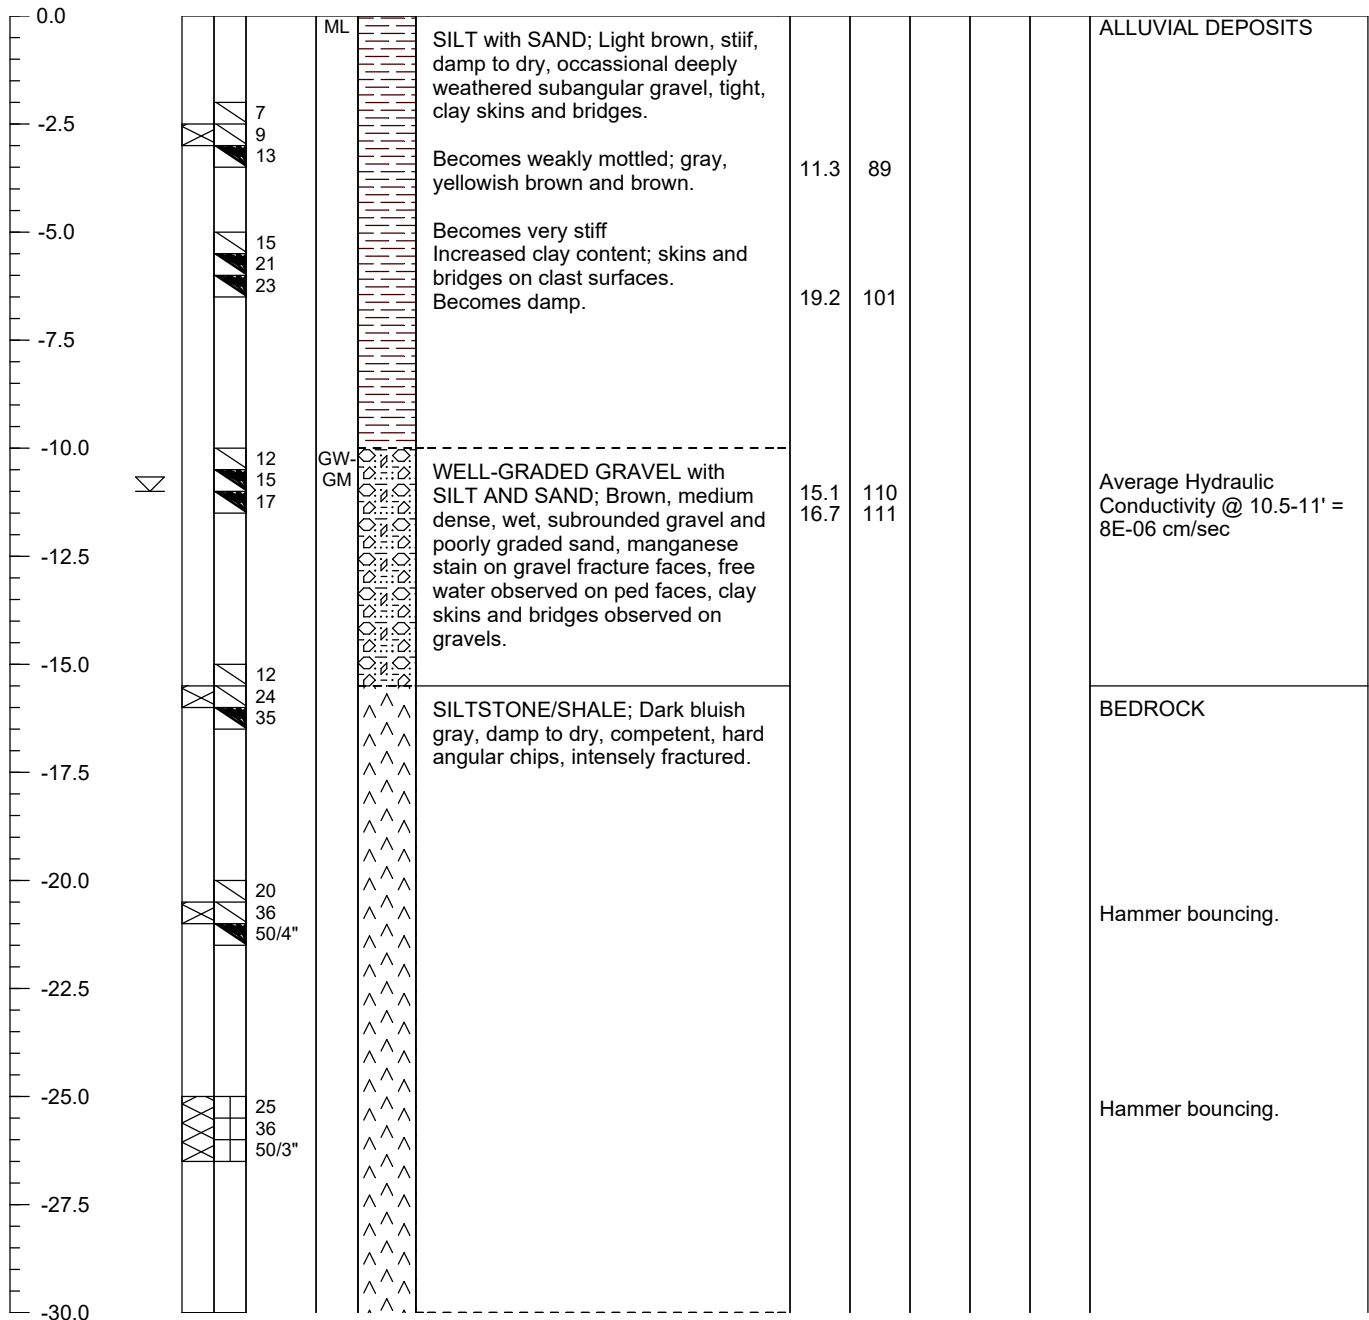 0.0
ML
SILT with SAND; Light brown, stiif,
damp to dry, occassional deeply
weathered subangular gravel, tight,
clay skins and bridges.
ALLUVIAL DEPOSITS
7
-2.5
9
13
Becomes weakly mottled; gray,
yellowish brown and brown.
11.3 89
-5.0
15
21
23
Becomes very stiff
Increased clay content; skins and
bridges on clast surfaces.
Becomes damp.
19.2 101
-7.5
-10.0
12
15
17
GW-
GM
WELL-GRADED GRAVEL with
SILT AND SAND; Brown, medium
dense, wet, subrounded gravel and
poorly graded sand, manganese
stain on gravel fracture faces, free
water observed on ped faces, clay
skins and bridges observed on
gravels.
15.1 110
16.7 111
Average Hydraulic
Conductivity @ 10.5-11' =
8E-06 cm/sec
-12.5
-15.0
12
24
35
SILTSTONE/SHALE; Dark bluish
gray, damp to dry, competent, hard
angular chips, intensely fractured.
BEDROCK
-17.5
-20.0
20
36
50/4"
Hammer bouncing.
-22.5
-25.0
25
36
50/3"
Hammer bouncing.
-27.5
-30.0